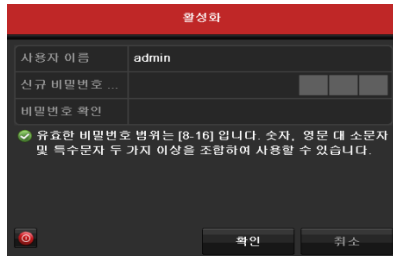 활성화
사용자 이름 admin
신규 비밀번호 ...
비밀번호 확인
유효한 비밀번호 범위는 [8-16] 입니다. 숫자, 영문 대 소문자
및 특수문자 두 가지 이상을 조합하여 사용할 수 있습니다.
확인 취소